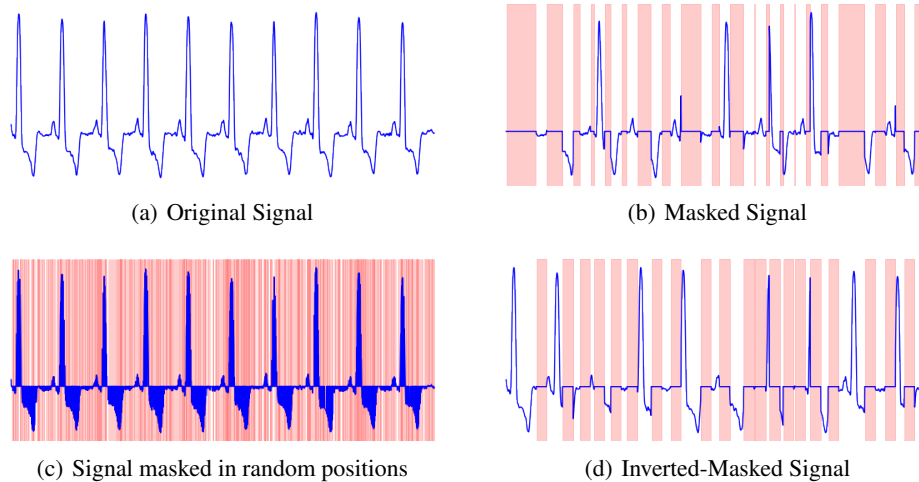 (a) Original Signal
(b) Masked Signal
(c) Signal masked in random positions
(d) Inverted-Masked Signal